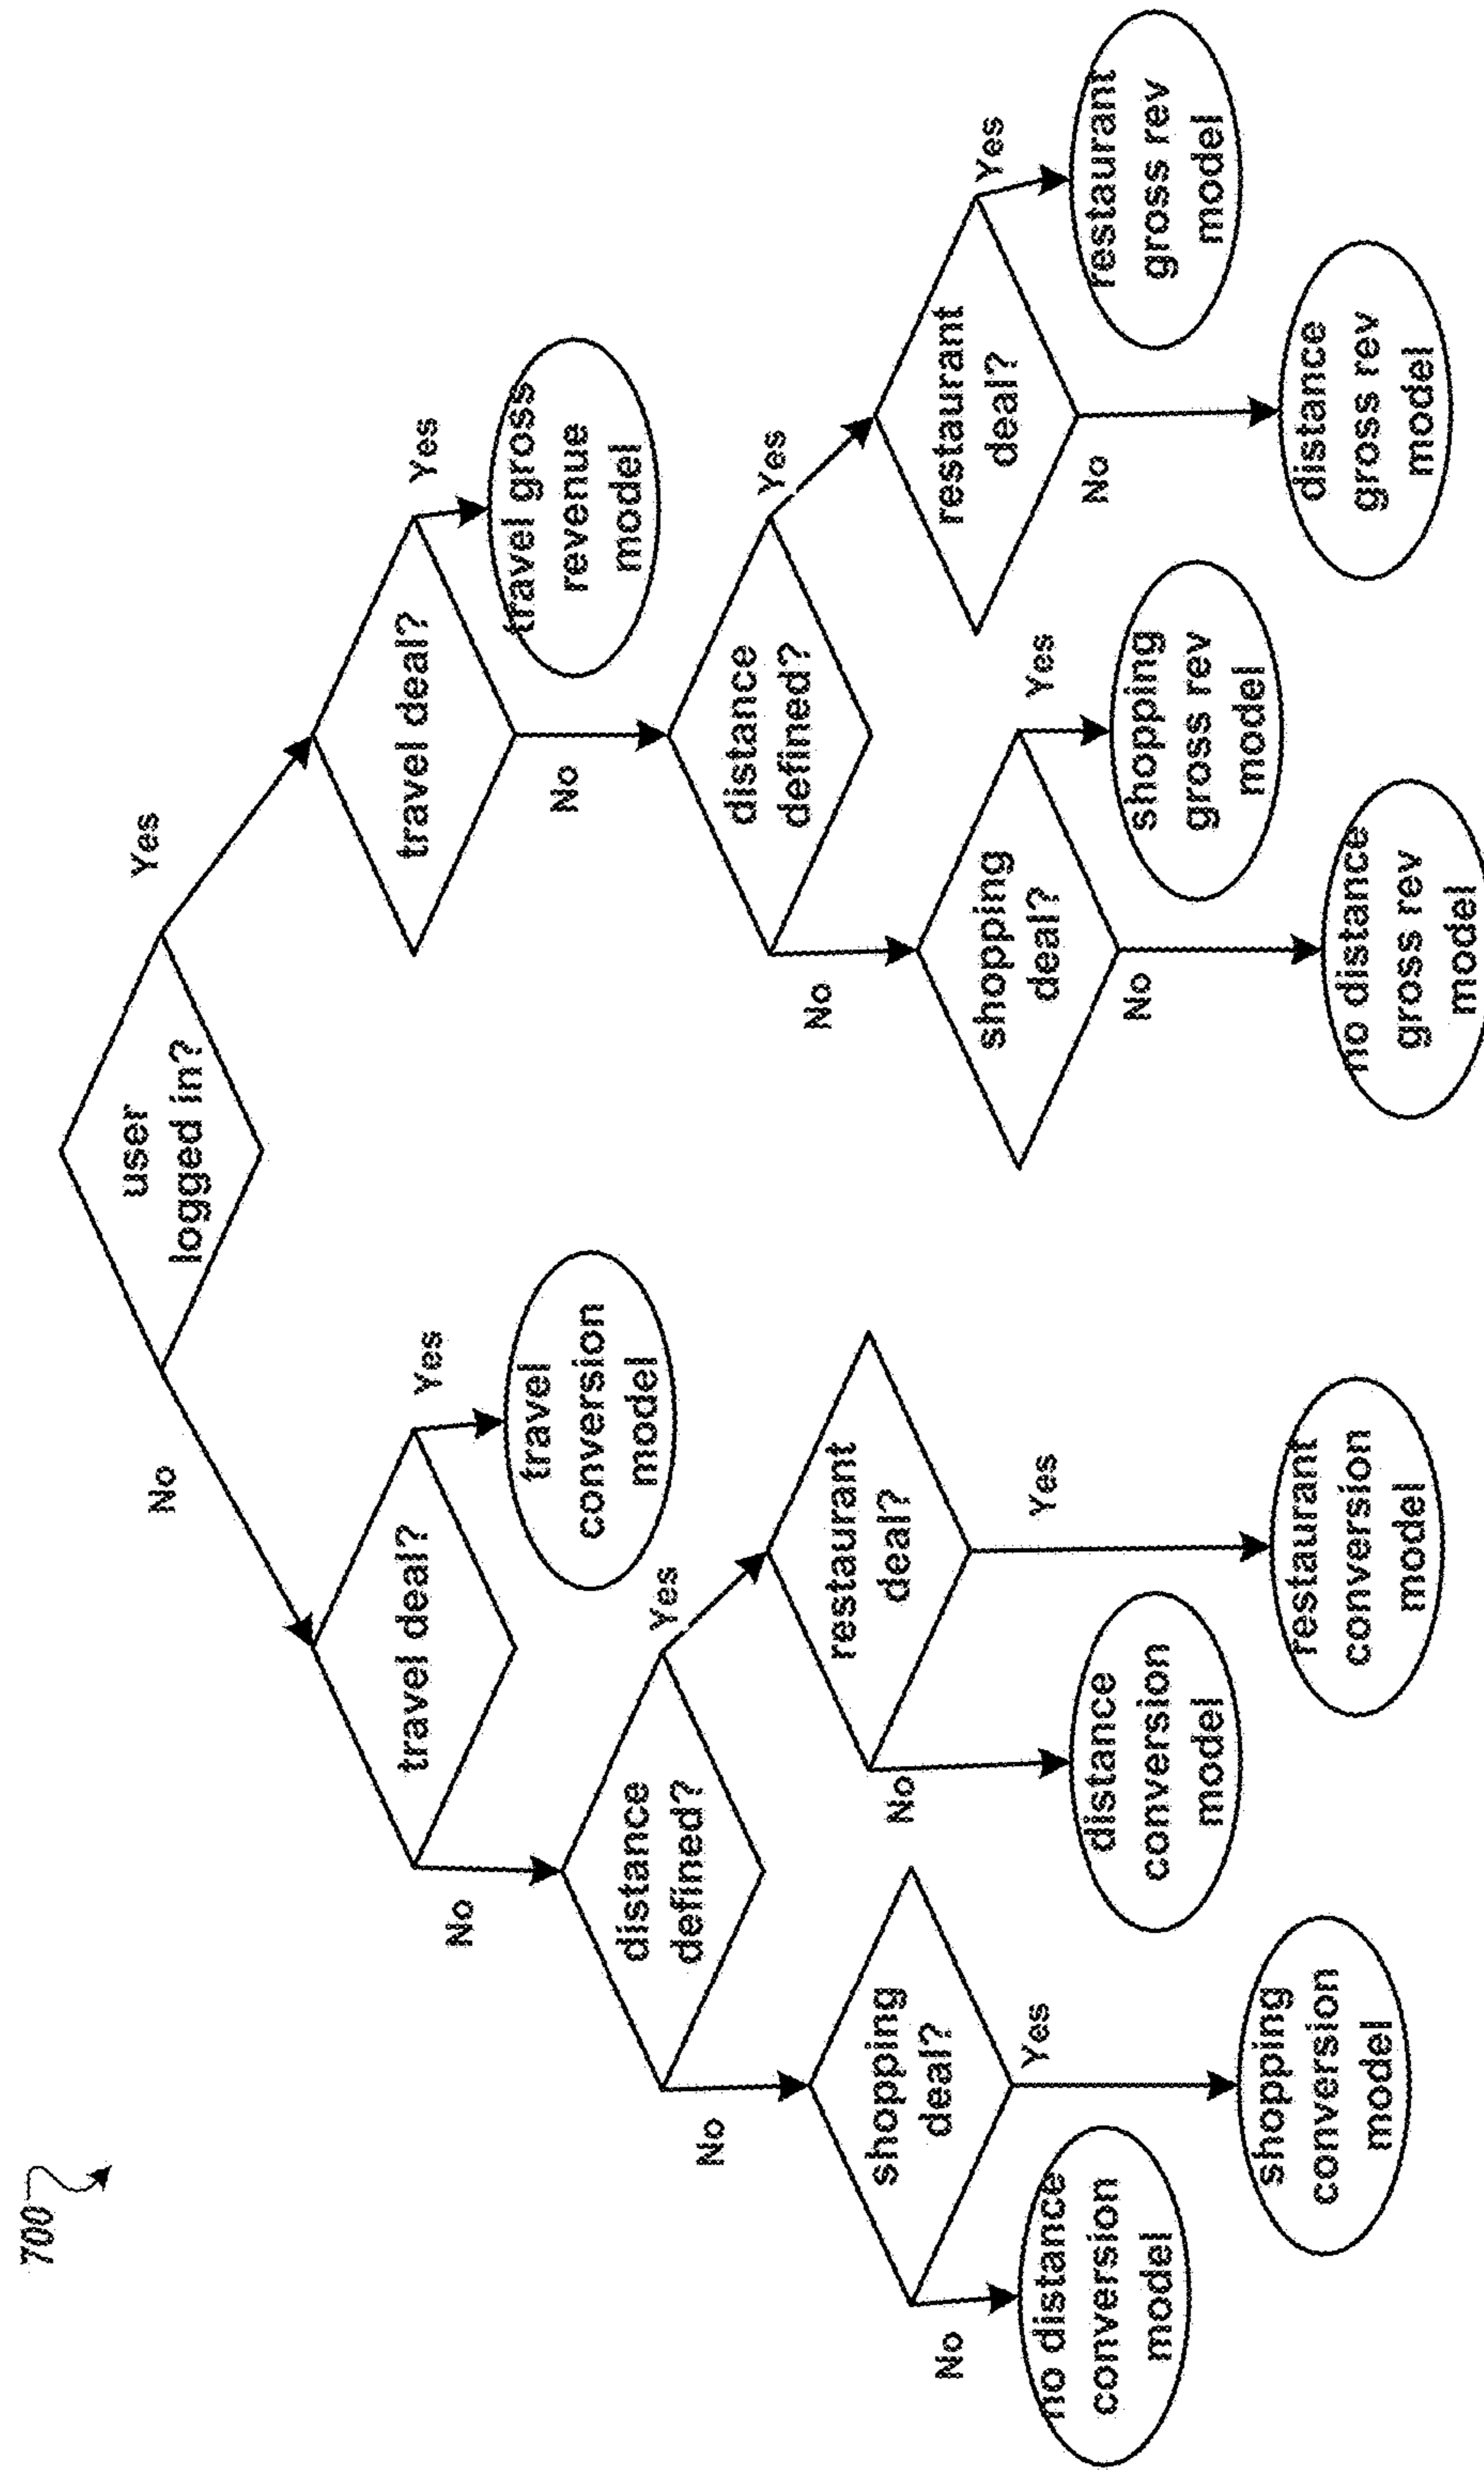 700
user
logged in?
No
Yes
travel deal?
Yes
travel
conversion
model
No
travel deal?
Yes
travel gross
revenue
model
No
distance
defined?
Yes
No
distance
defined?
Yes
No
shopping
deal?
No
no distance
conversion
model
Yes
shopping
conversion
model
restaurant
deal?
No
distance
conversion
model
Yes
restaurant
conversion
model
shopping
deal?
No
no distance
gross rev
model
Yes
shopping
gross rev
model
restaurant
deal?
No
distance
gross rev
model
Yes
restaurant
gross rev
model